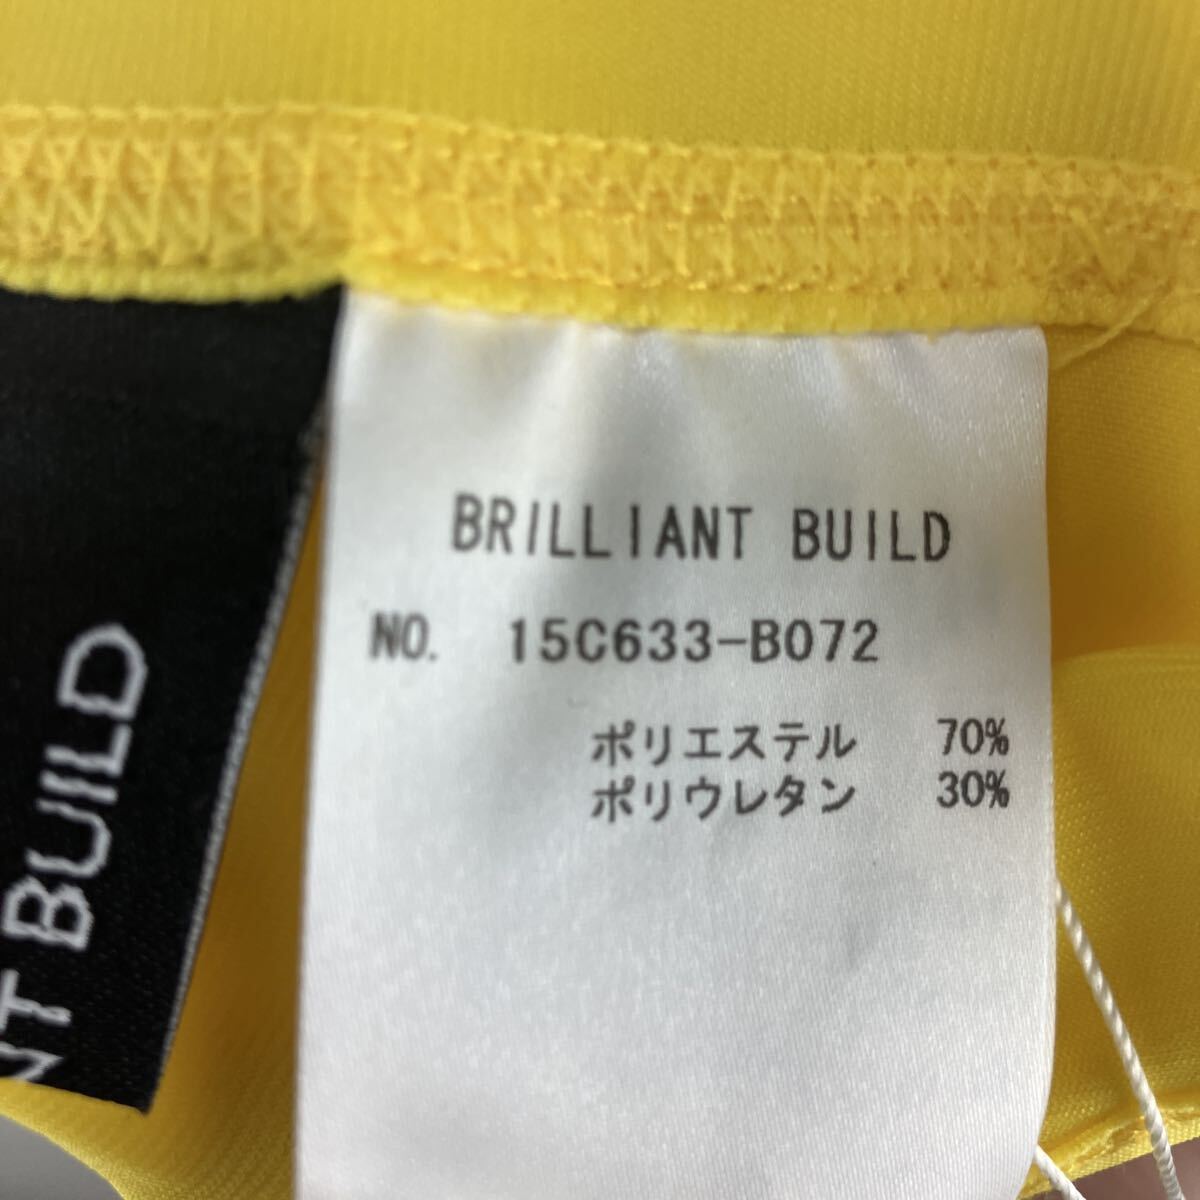 BRILLIANT BUILD
NO. 15C633-B072
ポリエステル 70%
ポリウレタン 30%
NT BUILD